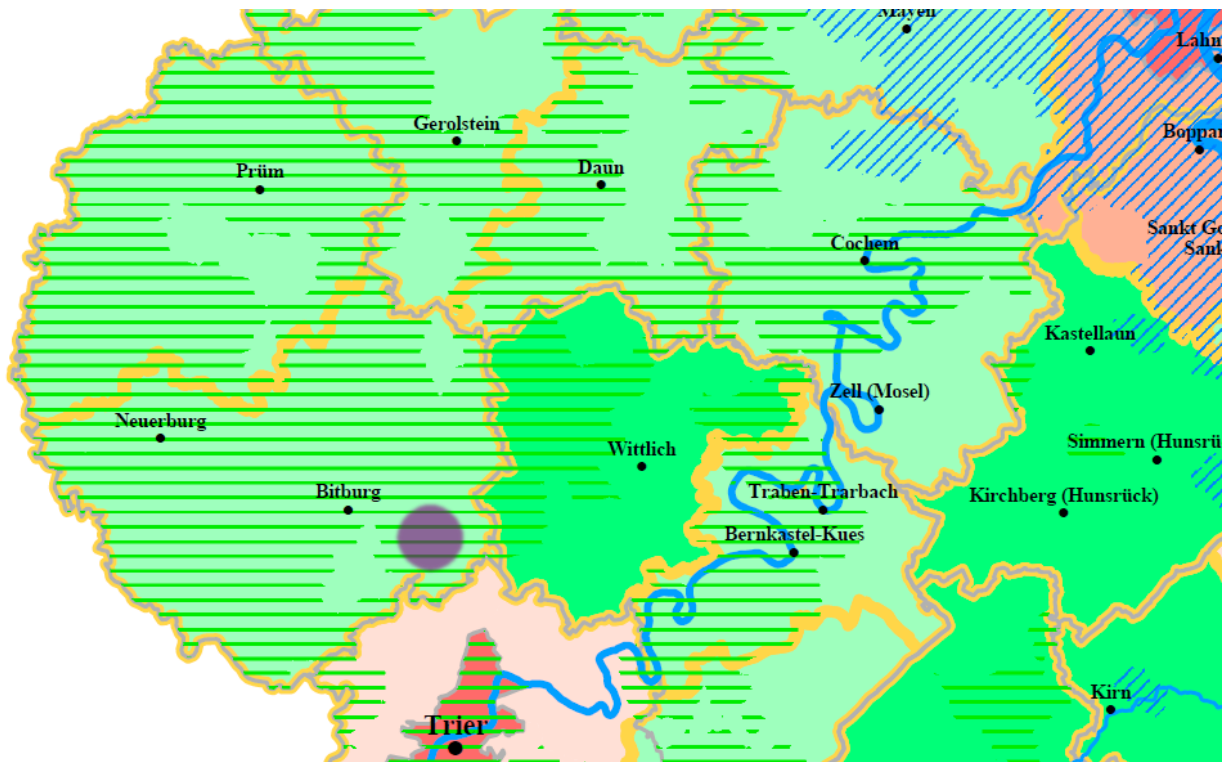 Mayen
Lahn
Gerolstein
Boppar
Prüm
Daun
Sankt Go
Cochem
Sank
Kastellaun
Zell (Mosel)
Neuerburg
Wittlich
Simmern (Hunsrü
Bitburg
Traben-Trarbach
Kirchberg (Hunsrück)
Bernkastel-Kues
Kirn
Trier